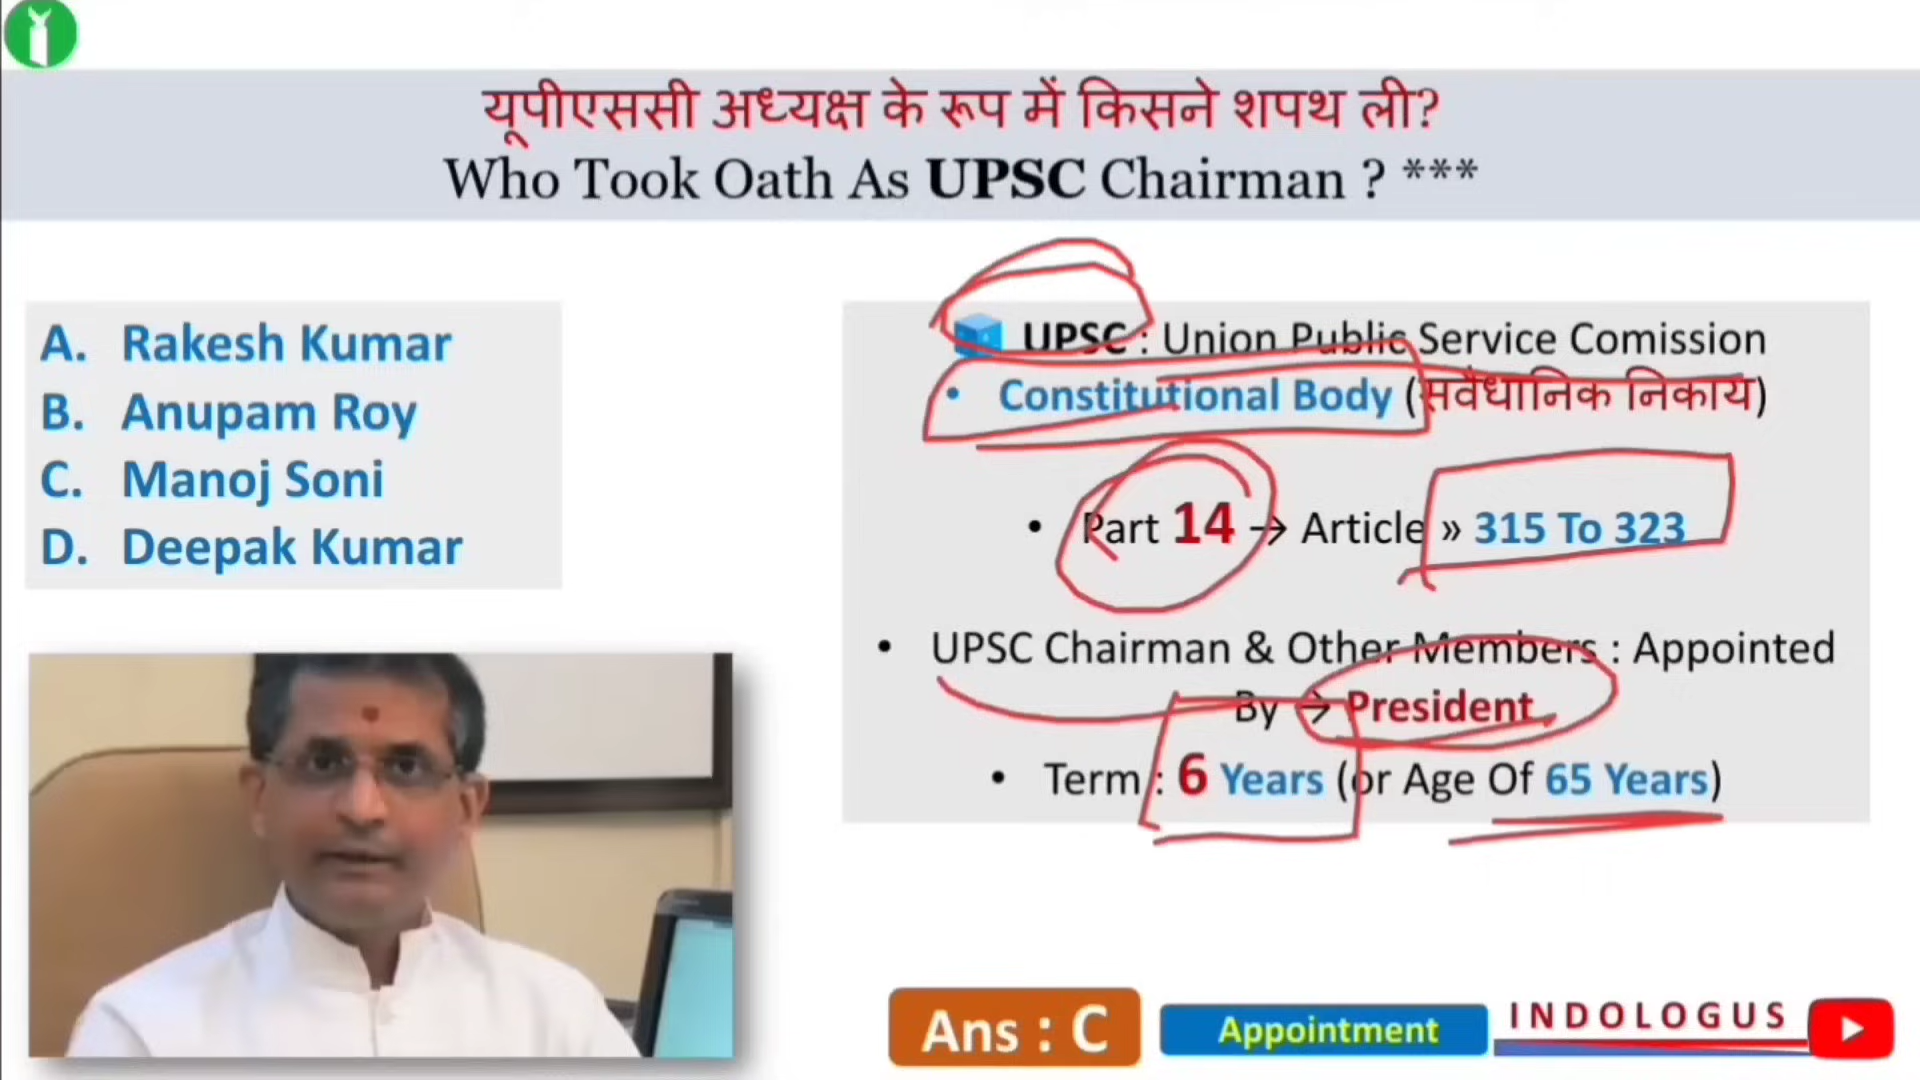 यूपीएससी अध्यक्ष के रूप में किसने शपथ ली?
Who Took Oath As UPSC Chairman ? ***
A. Rakesh Kumar
B. Anupam Roy
C. Manoj Soni
D. Deepak Kumar
UPSC : Union Public Service Comission
• Constitutional Body (सवैधानिक निकाय)
• Part 14 → Article » 315 To 323
• UPSC Chairman & Other Members : Appointed
By → President
• Term : 6 Years (or Age Of 65 Years)
Ans : C
Appointment
INDOLOGUS